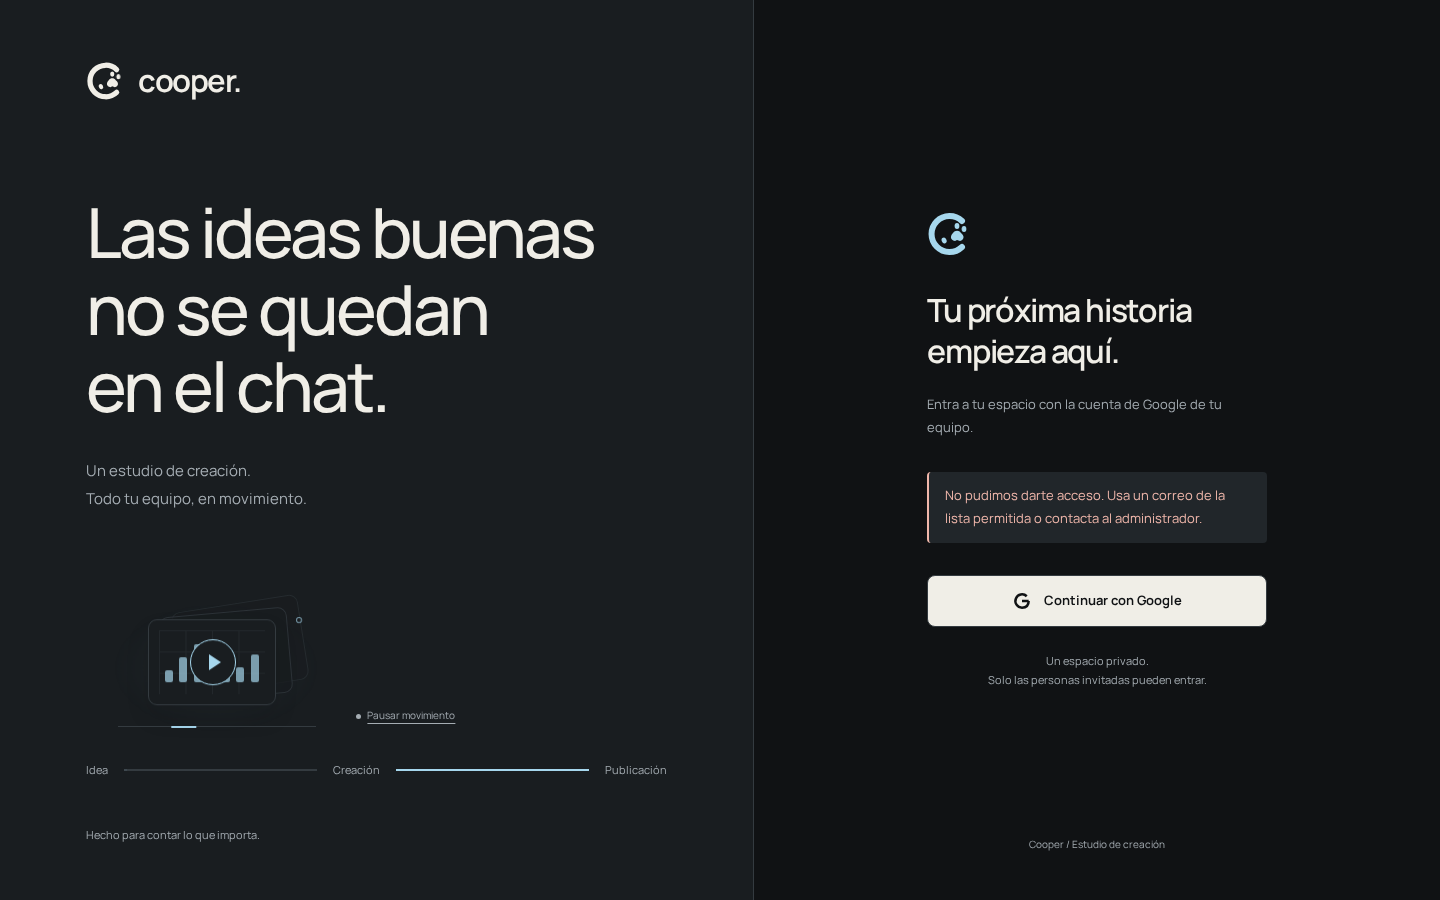 cooper.
Las ideas buenas
no se quedan
en el chat.
Un estudio de creación.
Todo tu equipo, en movimiento.
Pausar movimiento
Idea
Creación
Publicación
Hecho para contar lo que importa.
Tu próxima historia
empieza aquí.
Entra a tu espacio con la cuenta de Google de tu
equipo.
No pudimos darte acceso. Usa un correo de la
lista permitida o contacta al administrador.
Continuar con Google
Un espacio privado.
Solo las personas invitadas pueden entrar.
Cooper / Estudio de creación